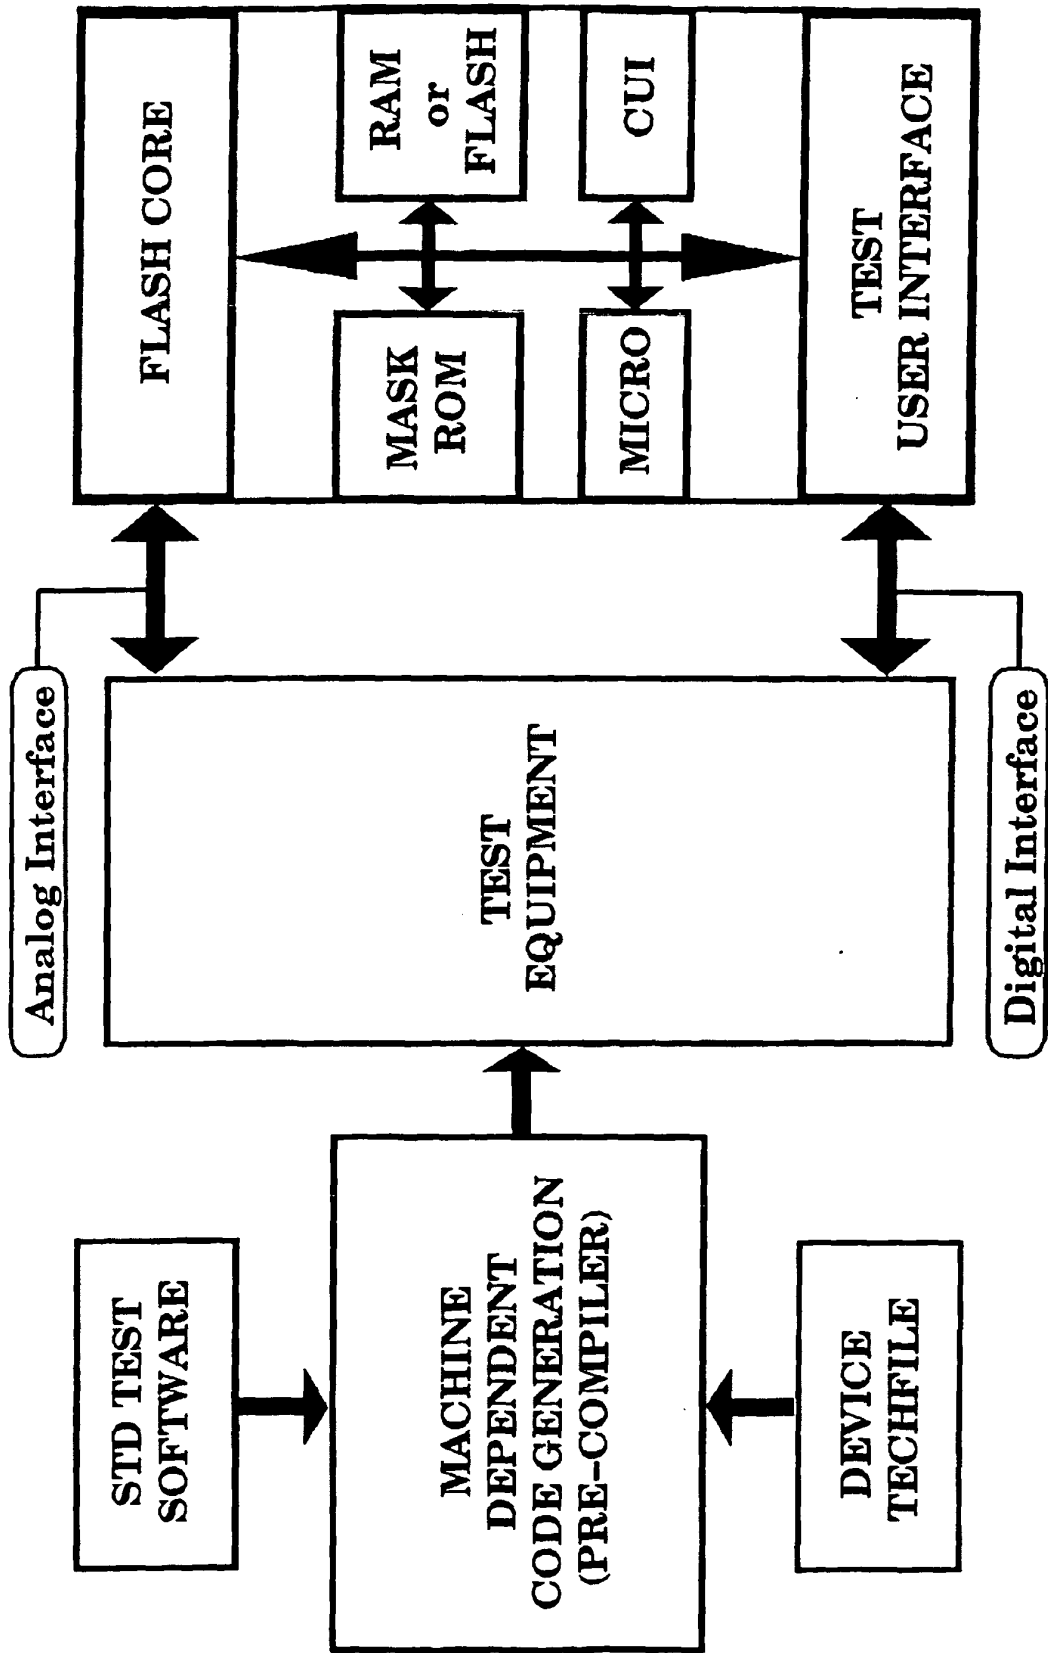 STD TEST
SOFTWARE
MACHINE
DEPENDENT
CODE GENERATION
(PRE-COMPILER)
DEVICE
TECHFILE
Analog Interface
TEST
EQUIPMENT
Digital Interface
FLASH CORE
MASK
ROM
RAM
or
FLASH
MICRO
CUI
TEST
USER INTERFACE